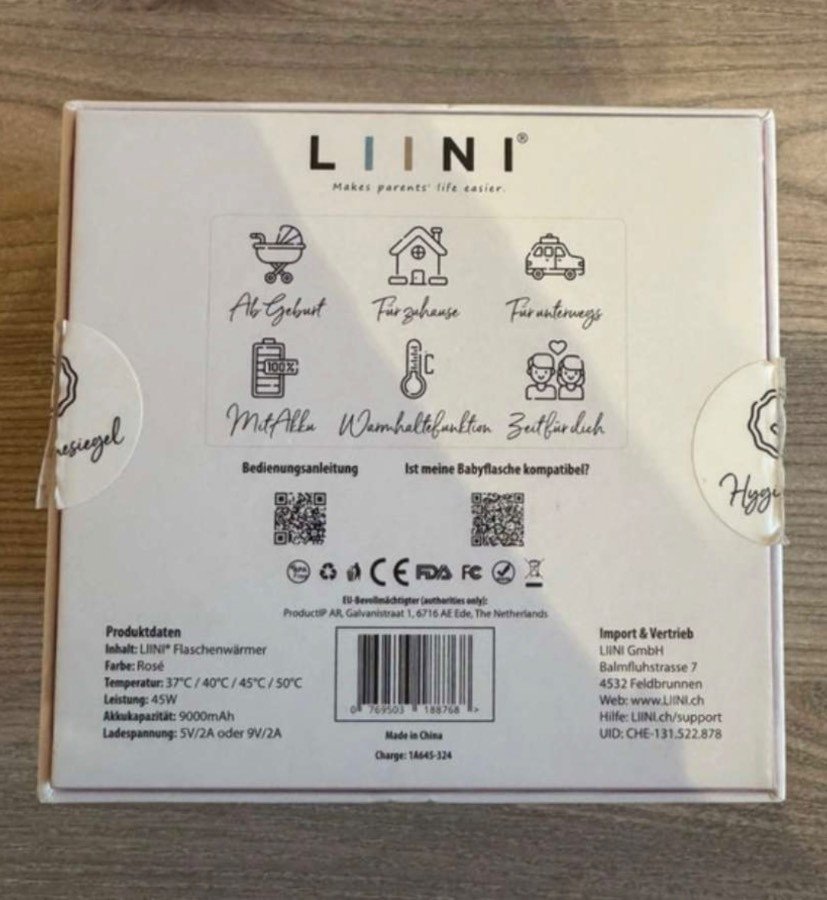 LIINI®
Makes parents' life easier.
Ab Geburt
Für zuhause
Für unterwegs
100%
C
Mit Akku
Warmhaltefunktion
Zeit für dich
nesiegel
Hygi
Bedienungsanleitung
Ist meine Babyflasche kompatibel?
BPA Free
CE FDA FC
EU-Bevollmächtigter (authorities only):
ProductIP AR, Galvanistraat 1, 6716 AE Ede, The Netherlands
Produktdaten
Inhalt: LIINI® Flaschenwärmer
Farbe: Rosé
Temperatur: 37°C / 40°C / 45°C / 50°C
Leistung: 45W
Akkukapazität: 9000mAh
Ladespannung: 5V/2A oder 9V/2A
0 769503 188768 >
Made in China
Charge: 1A645-324
Import & Vertrieb
LIINI GmbH
Balmfluhstrasse 7
4532 Feldbrunnen
Web: www.LIINI.ch
Hilfe: LIINI.ch/support
UID: CHE-131.522.878